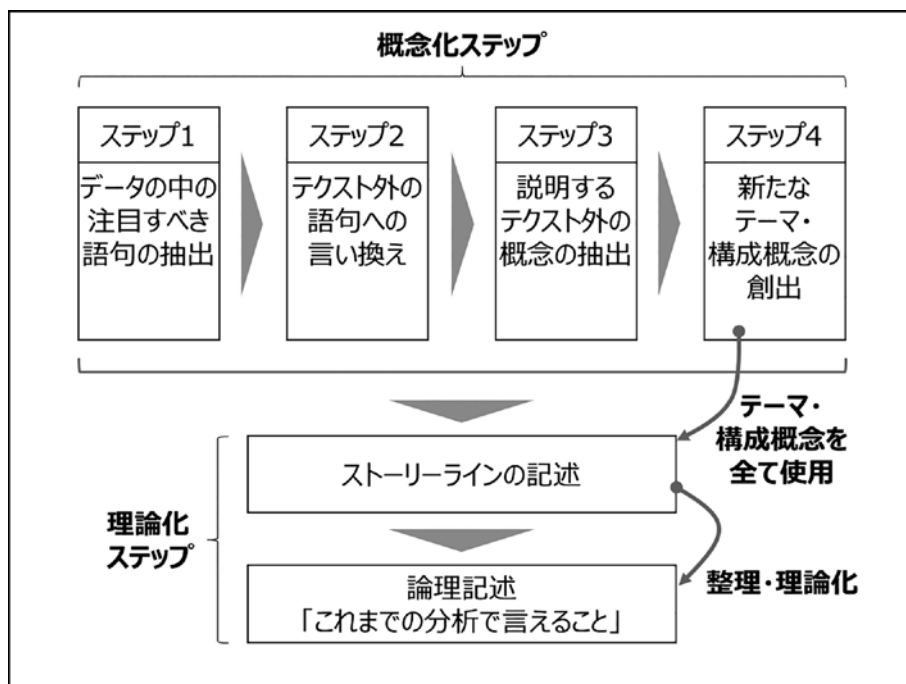 概念化ステップ
ステップ1
データの中の
注目すべき
語句の抽出
ステップ2
テクスト外の
語句への
言い換え
ステップ3
説明する
テクスト外の
概念の抽出
ステップ4
新たな
テーマ・
構成概念の
創出
テーマ・
構成概念を
全て使用
理論化
ステップ
ストーリーラインの記述
整理・理論化
論理記述
「これまでの分析で言えること」